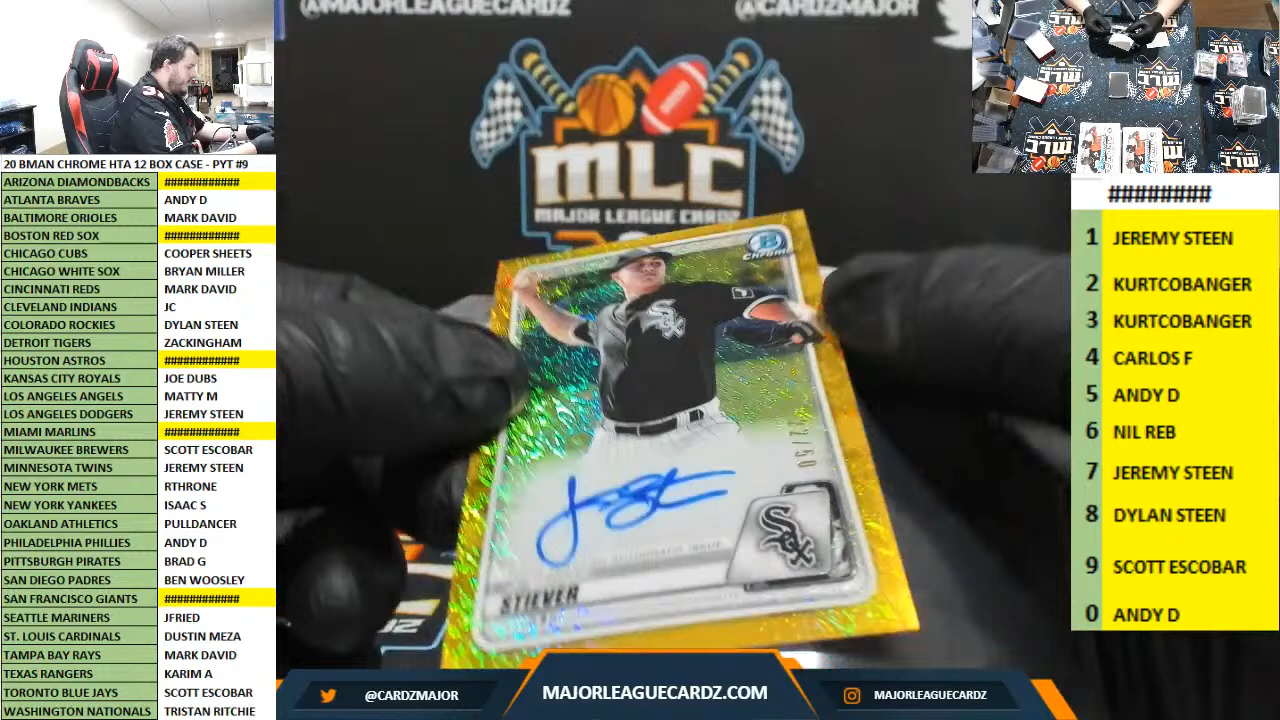 @MAJORLEAGUECARDZ
@CARDZMAJOR
MLC
MAJOR LEAGUE CARDZ
20 BMAN CHROME HTA 12 BOX CASE - PYT #9
ARIZONA DIAMONDBACKS ############
ATLANTA BRAVES ANDY D
BALTIMORE ORIOLES MARK DAVID
BOSTON RED SOX ############
CHICAGO CUBS COOPER SHEETS
CHICAGO WHITE SOX BRYAN MILLER
CINCINNATI REDS MARK DAVID
CLEVELAND INDIANS JC
COLORADO ROCKIES DYLAN STEEN
DETROIT TIGERS ZACKINGHAM
HOUSTON ASTROS ############
KANSAS CITY ROYALS JOE DUBS
LOS ANGELES ANGELS MATTY M
LOS ANGELES DODGERS JEREMY STEEN
MIAMI MARLINS ############
MILWAUKEE BREWERS SCOTT ESCOBAR
MINNESOTA TWINS JEREMY STEEN
NEW YORK METS RTHRONE
NEW YORK YANKEES ISAAC S
OAKLAND ATHLETICS PULLDANCER
PHILADELPHIA PHILLIES ANDY D
PITTSBURGH PIRATES BRAD G
SAN DIEGO PADRES BEN WOOSLEY
SAN FRANCISCO GIANTS ############
SEATTLE MARINERS JFRIED
ST. LOUIS CARDINALS DUSTIN MEZA
TAMPA BAY RAYS MARK DAVID
TEXAS RANGERS KARIM A
TORONTO BLUE JAYS SCOTT ESCOBAR
WASHINGTON NATIONALS TRISTAN RITCHIE
B
CHROME
SOX
STIEVER
SOX
########
1 JEREMY STEEN
2 KURTCOBANGER
3 KURTCOBANGER
4 CARLOS F
5 ANDY D
6 NIL REB
7 JEREMY STEEN
8 DYLAN STEEN
9 SCOTT ESCOBAR
0 ANDY D
@CARDZMAJOR
MAJORLEAGUECARDZ.COM
MAJORLEAGUECARDZ